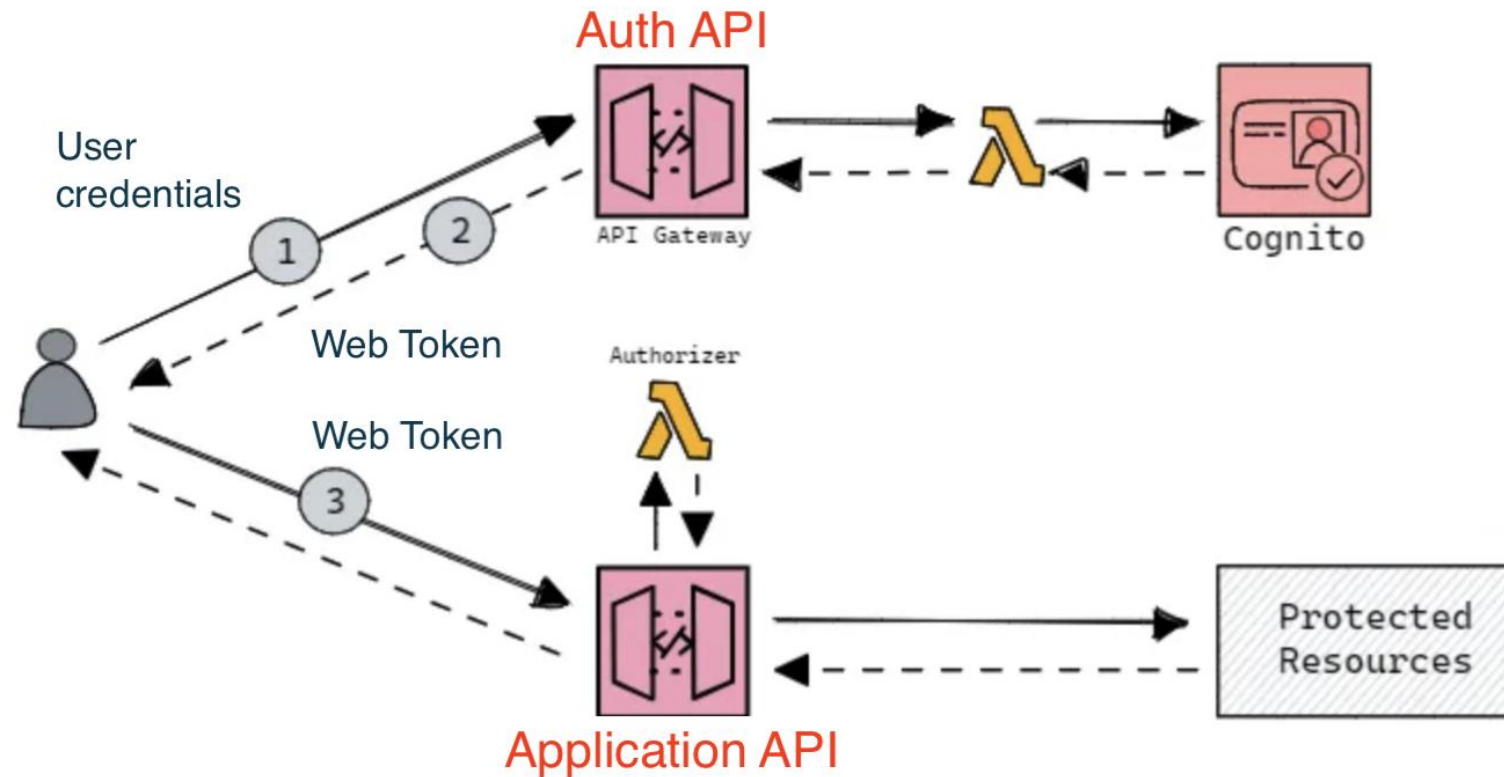 Auth API
User
credentials
1
2
API Gateway
Cognito
Web Token
Authorizer
Web Token
3
Protected
Resources
Application API